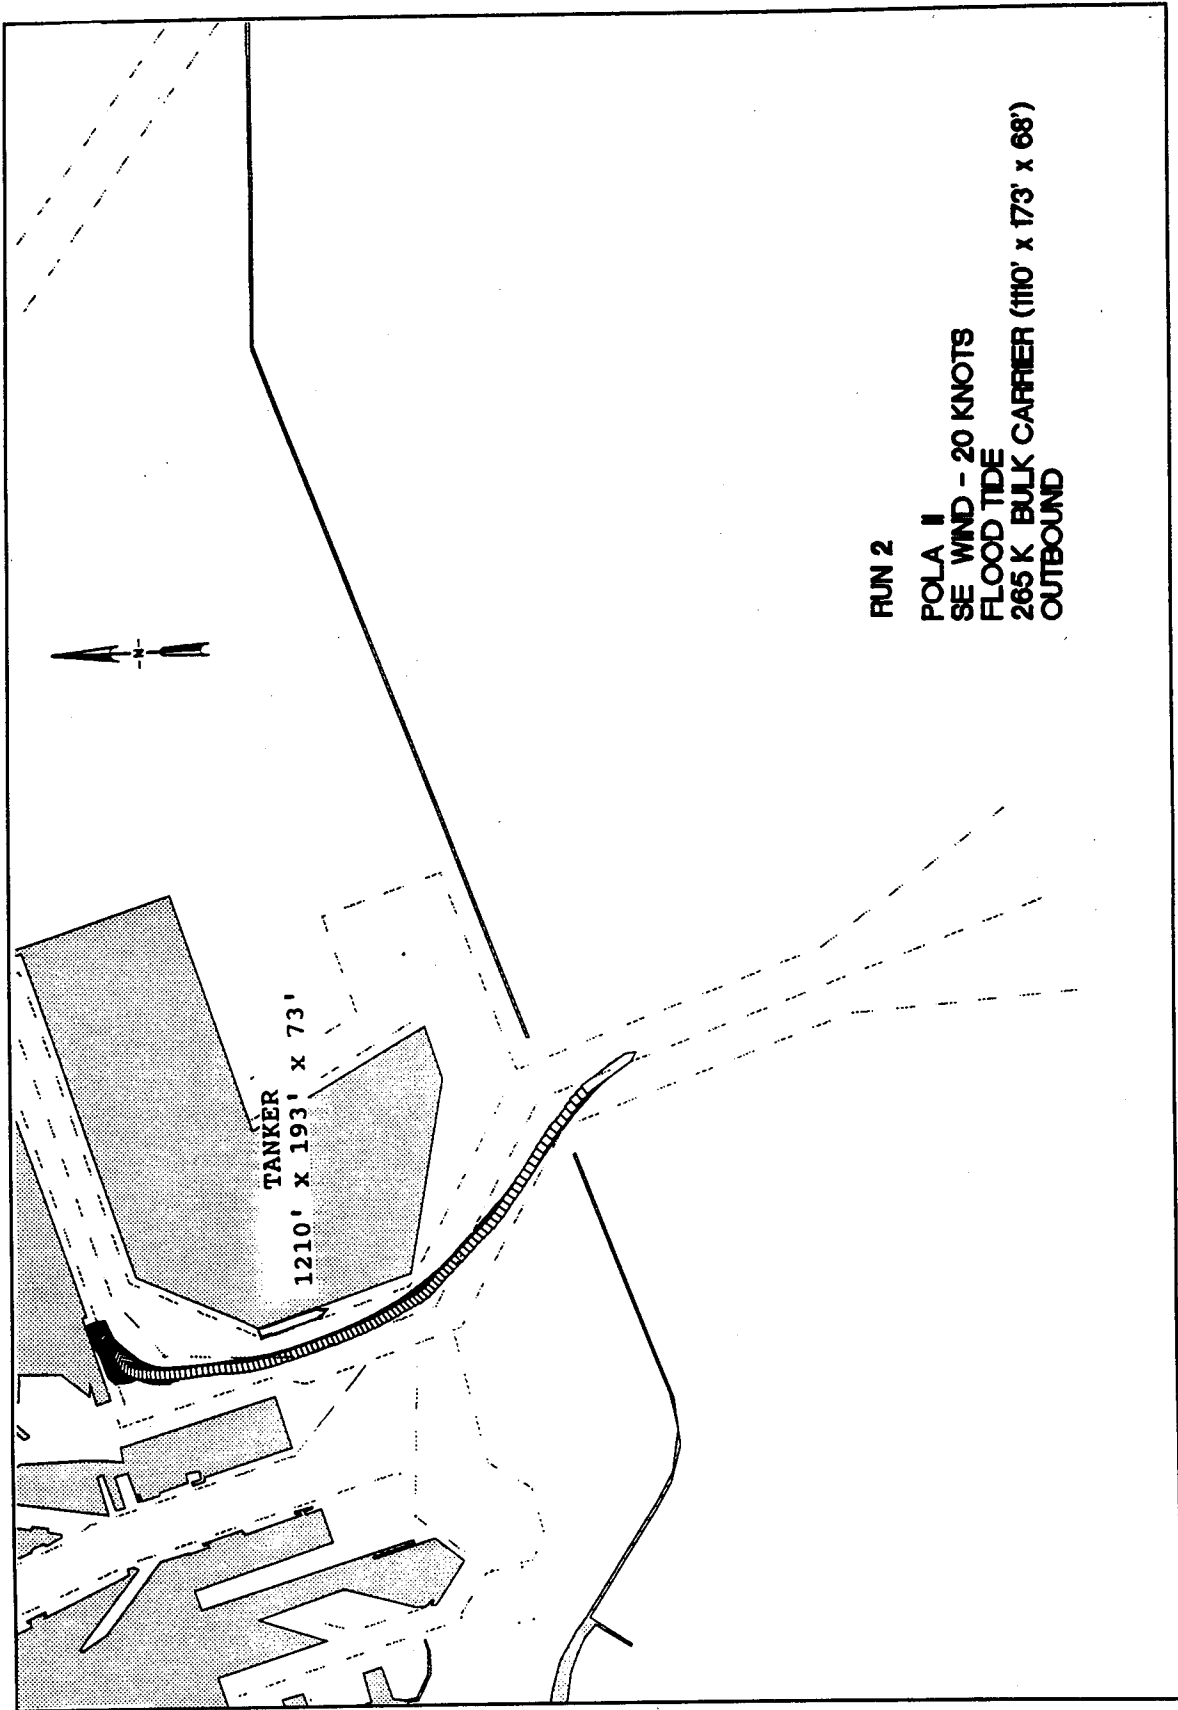 -N-
TANKER
1210' x 193' x 73'
RUN 2
POLA II
SE WIND - 20 KNOTS
FLOOD TIDE
265 K BULK CARRIER (1110' x 173' x 68')
OUTBOUND